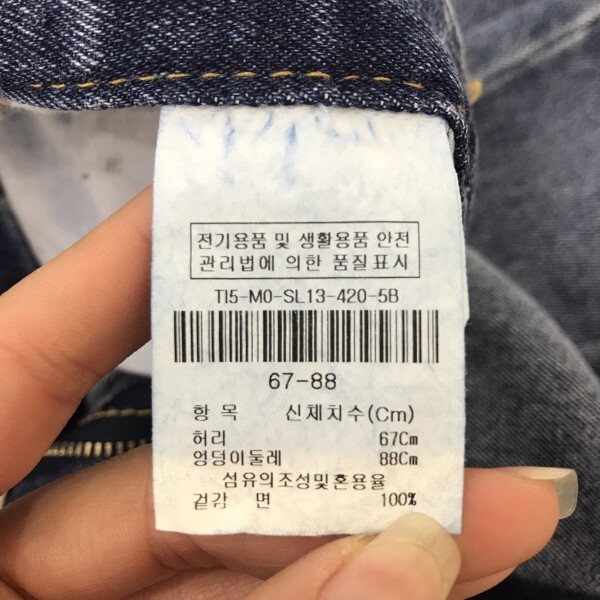 전기용품 및 생활용품 안전
관리법에 의한 품질표시
TI5-M0-SL13-420-5B
67-88
항 목 신체치수(Cm)
허리 67Cm
엉덩이둘레 88Cm
섬유의조성및혼용율
겉감 면 100%